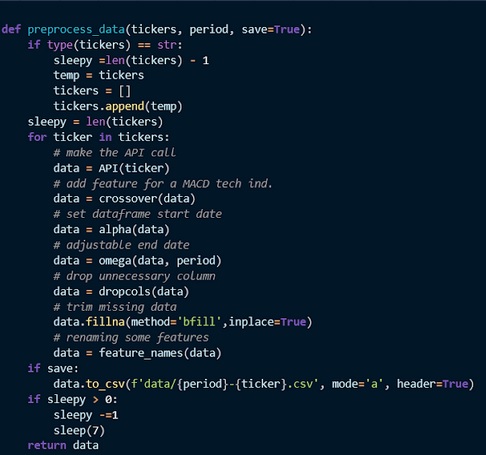 def preprocess_data(tickers, period, save=True):
    if type(tickers) == str:
        sleepy =len(tickers) - 1
        temp = tickers
        tickers = []
        tickers.append(temp)
    sleepy = len(tickers)
    for ticker in tickers:
        # make the API call
        data = API(ticker)
        # add feature for a MACD tech ind.
        data = crossover(data)
        # set dataframe start date
        data = alpha(data)
        # adjustable end date
        data = omega(data, period)
        # drop unnecessary column
        data = dropcols(data)
        # trim missing data
        data.fillna(method='bfill',inplace=True)
        # renaming some features
        data = feature_names(data)
    if save:
        data.to_csv(f'data/{period}-{ticker}.csv', mode='a', header=True)
    if sleepy > 0:
        sleepy -=1
        sleep(7)
    return data